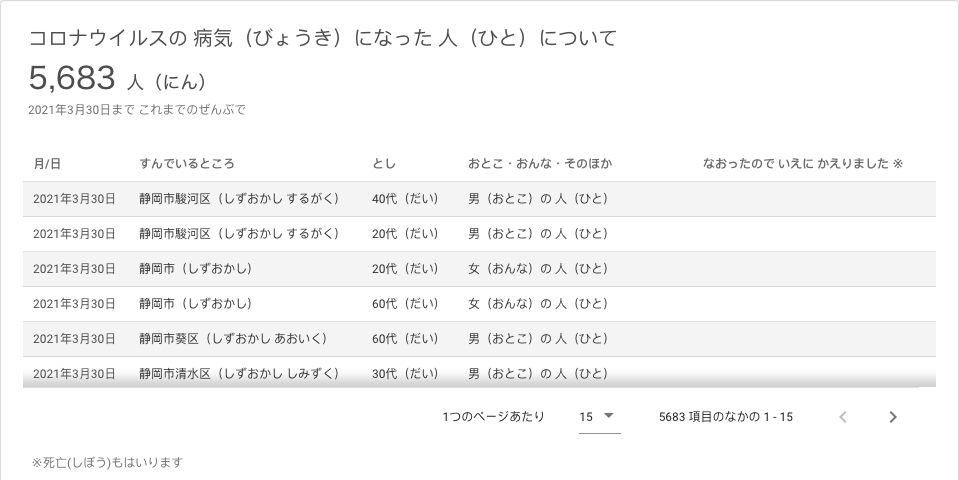 コロナウイルスの 病気（びょうき）になった 人（ひと）について
5,683 人（にん）
2021年3月30日まで これまでのぜんぶで
月/日 すんでいるところ とし おとこ・おんな・そのほか なおったので いえに かえりました ※
2021年3月30日 静岡市駿河区（しずおかし するがく） 40代（だい） 男（おとこ）の 人（ひと）
2021年3月30日 静岡市駿河区（しずおかし するがく） 20代（だい） 男（おとこ）の 人（ひと）
2021年3月30日 静岡市（しずおかし） 20代（だい） 女（おんな）の 人（ひと）
2021年3月30日 静岡市（しずおかし） 60代（だい） 女（おんな）の 人（ひと）
2021年3月30日 静岡市葵区（しずおかし あおいく） 60代（だい） 男（おとこ）の 人（ひと）
2021年3月30日 静岡市清水区（しずおかし しみずく） 30代（だい） 男（おとこ）の 人（ひと）
1つのページあたり 15 5683 項目のなかの 1 - 15
※死亡(しぼう)もはいります